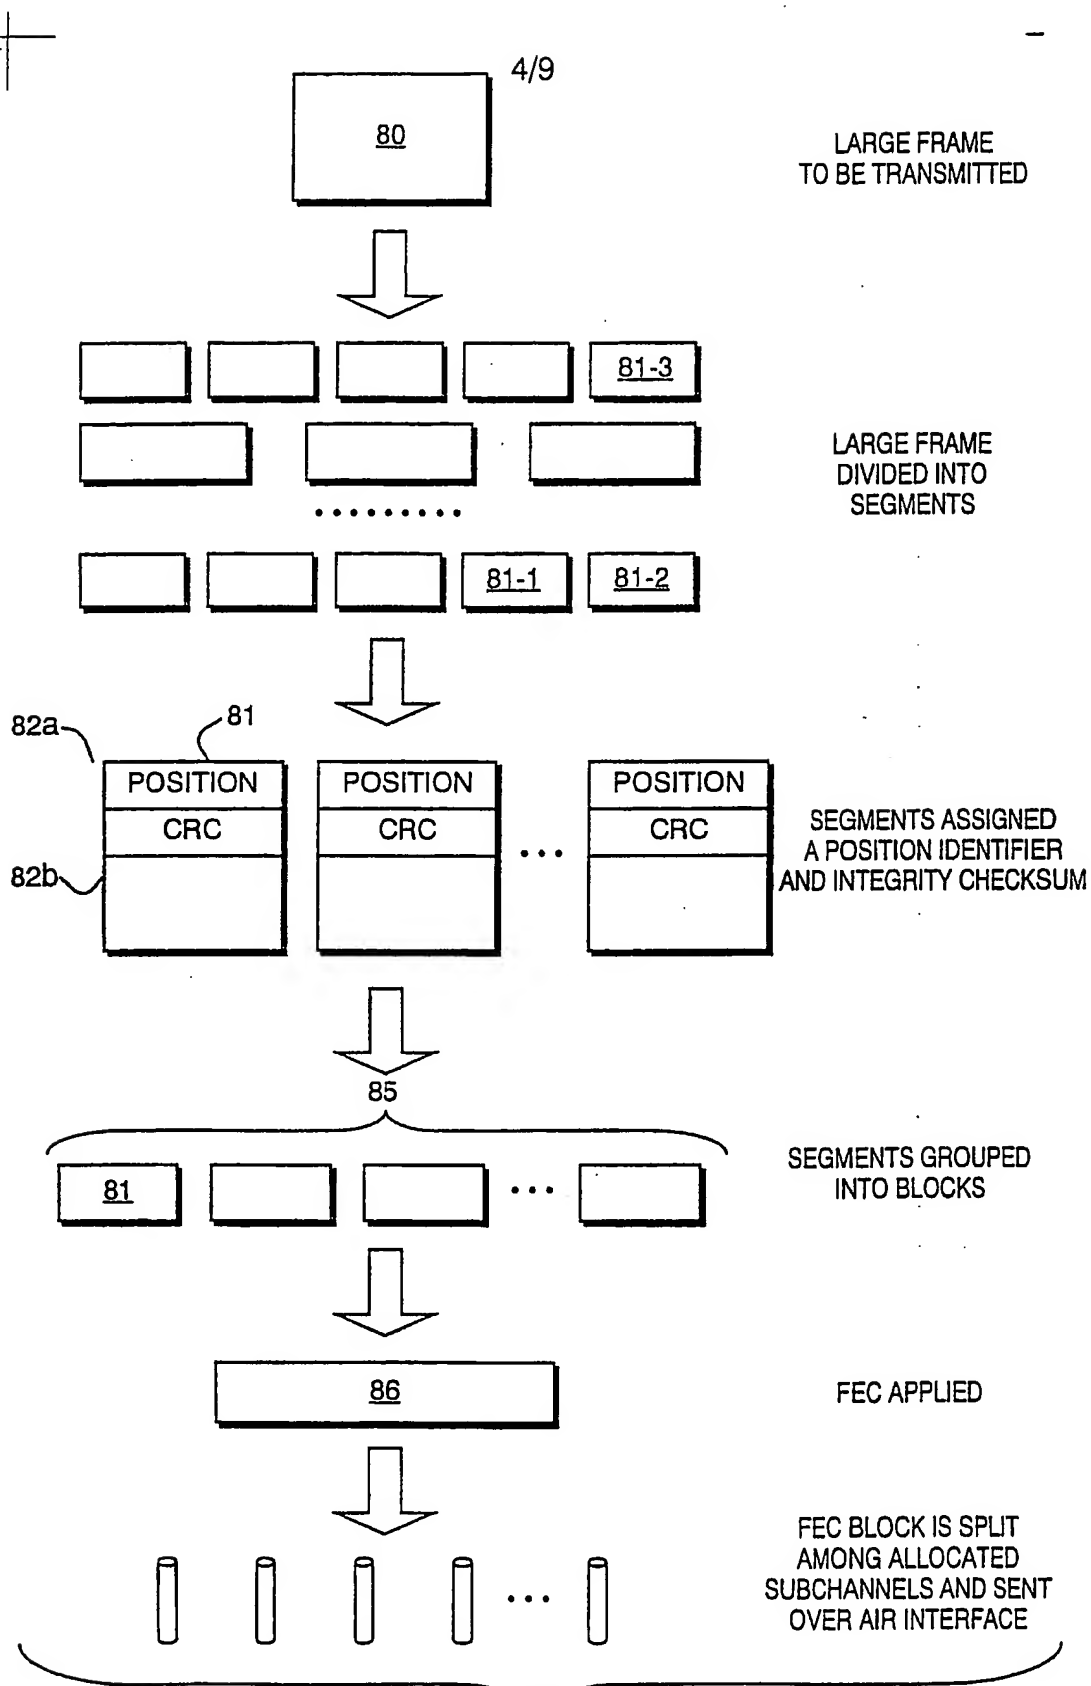 4/9
80
LARGE FRAME
TO BE TRANSMITTED
81-3
LARGE FRAME
DIVIDED INTO
SEGMENTS
81-1 81-2
82a
81
POSITION POSITION POSITION
CRC CRC CRC
82b
SEGMENTS ASSIGNED
A POSITION IDENTIFIER
AND INTEGRITY CHECKSUM
85
81
SEGMENTS GROUPED
INTO BLOCKS
86
FEC APPLIED
FEC BLOCK IS SPLIT
AMONG ALLOCATED
SUBCHANNELS AND SENT
OVER AIR INTERFACE